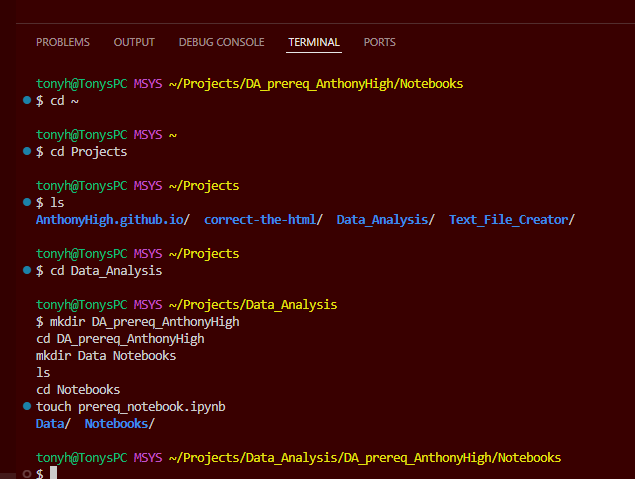 PROBLEMS OUTPUT DEBUG CONSOLE TERMINAL PORTS
tonyh@TonysPC MSYS ~/Projects/DA_prereq_AnthonyHigh/Notebooks
$ cd ~
tonyh@TonysPC MSYS ~
$ cd Projects
tonyh@TonysPC MSYS ~/Projects
$ ls
AnthonyHigh.github.io/ correct-the-html/ Data_Analysis/ Text_File_Creator/
tonyh@TonysPC MSYS ~/Projects
$ cd Data_Analysis
tonyh@TonysPC MSYS ~/Projects/Data_Analysis
$ mkdir DA_prereq_AnthonyHigh
cd DA_prereq_AnthonyHigh
mkdir Data Notebooks
ls
cd Notebooks
touch prereq_notebook.ipynb
Data/ Notebooks/
tonyh@TonysPC MSYS ~/Projects/Data_Analysis/DA_prereq_AnthonyHigh/Notebooks
$